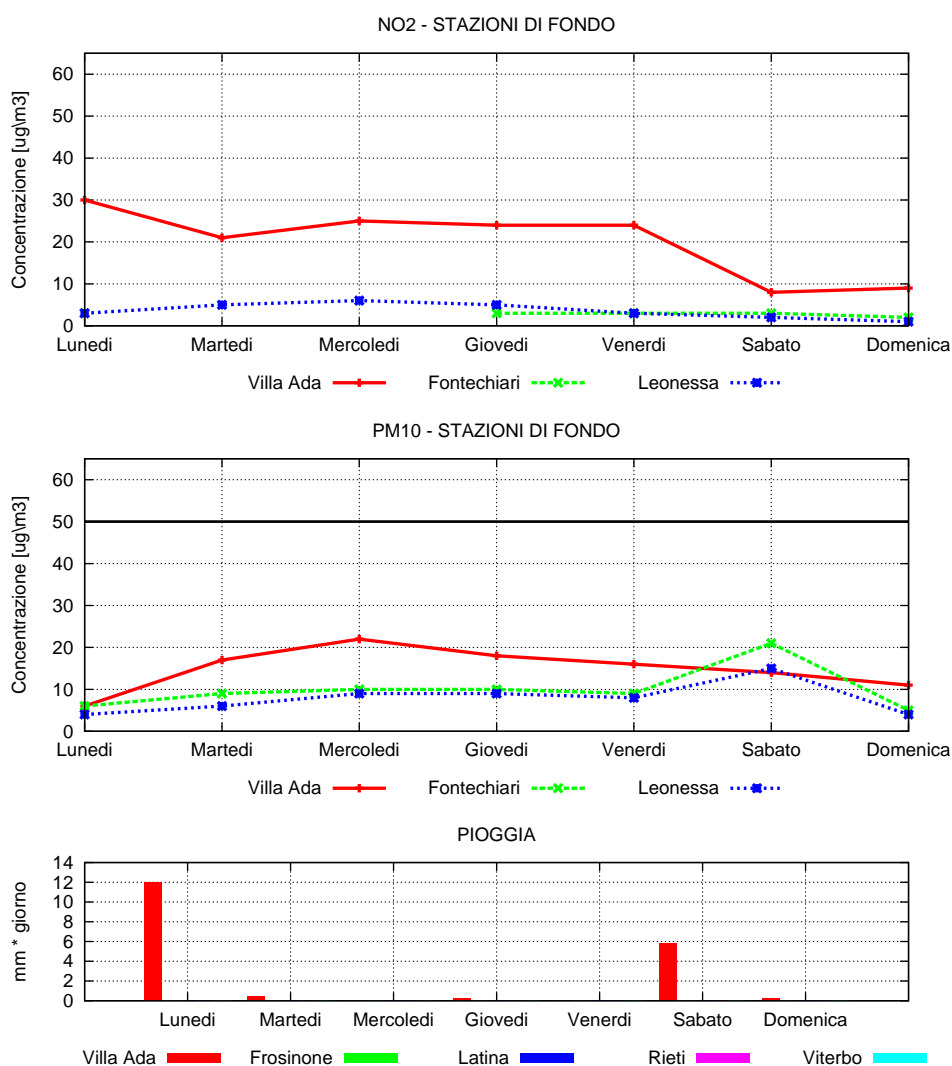 NO2 - STAZIONI DI FONDO
Concentrazione [ug\m3]
60
50
40
30
20
10
0
Lunedi Martedi Mercoledi Giovedi Venerdi Sabato Domenica
Villa Ada Fontechiari Leonessa
PM10 - STAZIONI DI FONDO
Concentrazione [ug\m3]
60
50
40
30
20
10
0
Lunedi Martedi Mercoledi Giovedi Venerdi Sabato Domenica
Villa Ada Fontechiari Leonessa
PIOGGIA
mm * giorno
14
12
10
8
6
4
2
0
Lunedi Martedi Mercoledi Giovedi Venerdi Sabato Domenica
Villa Ada Frosinone Latina Rieti Viterbo